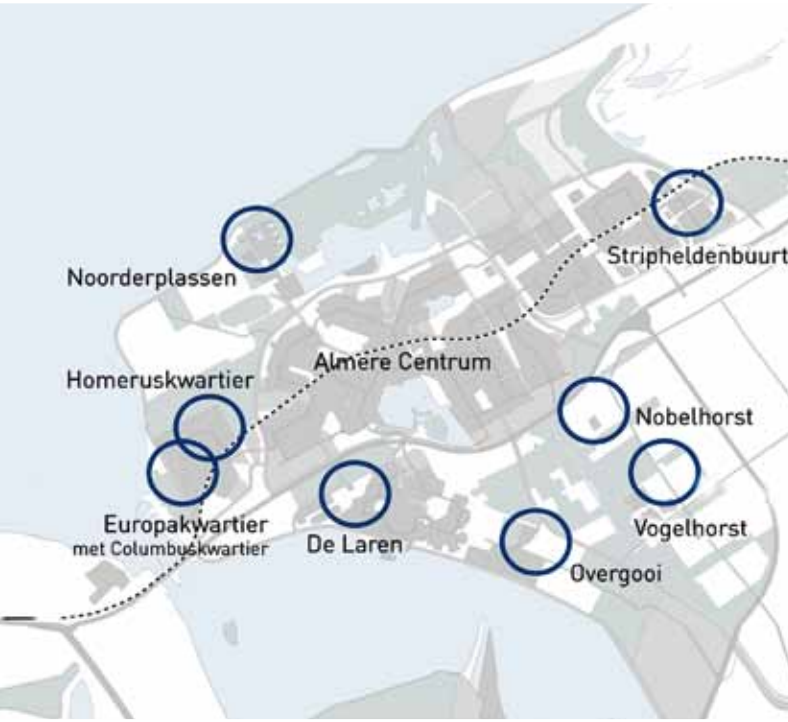 Stripheldenbuurt
Noorderplassen
Almere Centrum
Homeruskwartier
Nobelhorst
Europakwartier
met Columbuskwartier
De Laren
Vogelhorst
Overgooi